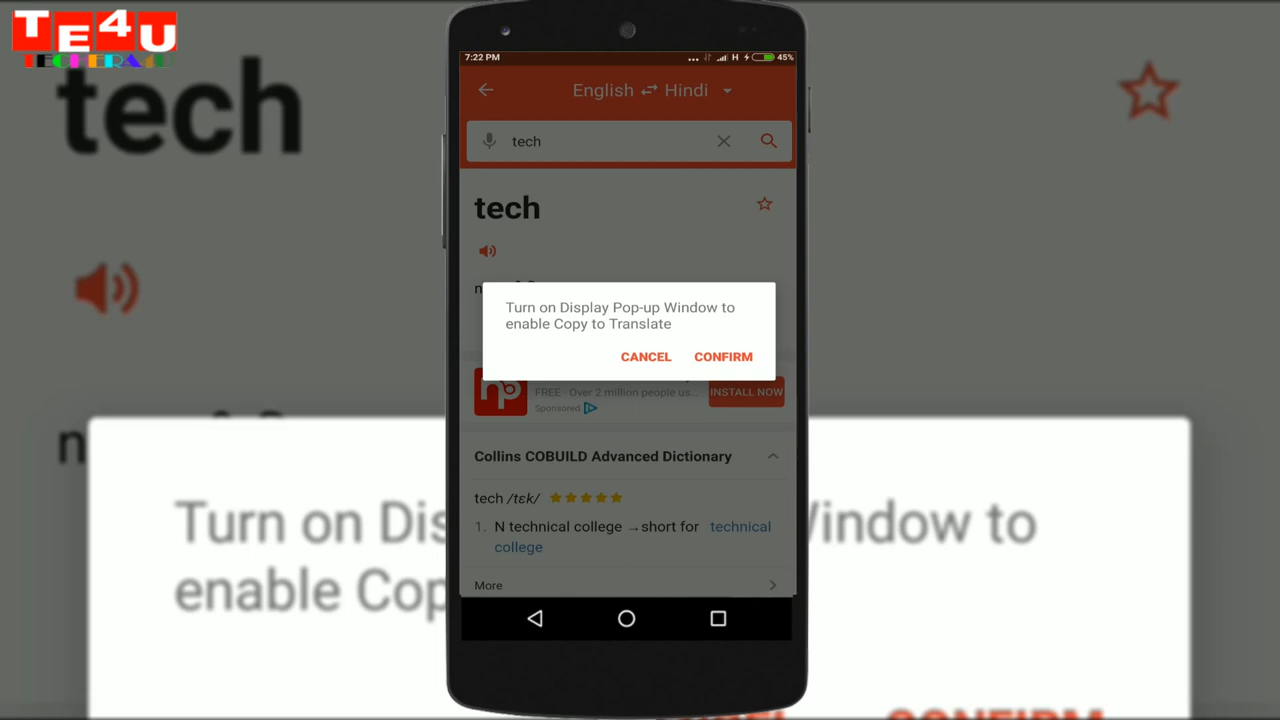 TE4U
TECHERA4U
7:22 PM
H
45%
English
Hindi
tech
tech
n
Turn on Display Pop-up Window to
enable Copy to Translate
CANCEL CONFIRM
FREE - Over 2 million people us...
Sponsored
INSTALL NOW
Collins COBUILD Advanced Dictionary
tech /tɛk/
1. N technical college →short for technical
college
More
tech
n
Turn on Dis
Window to
enable Cop
CONFIRM